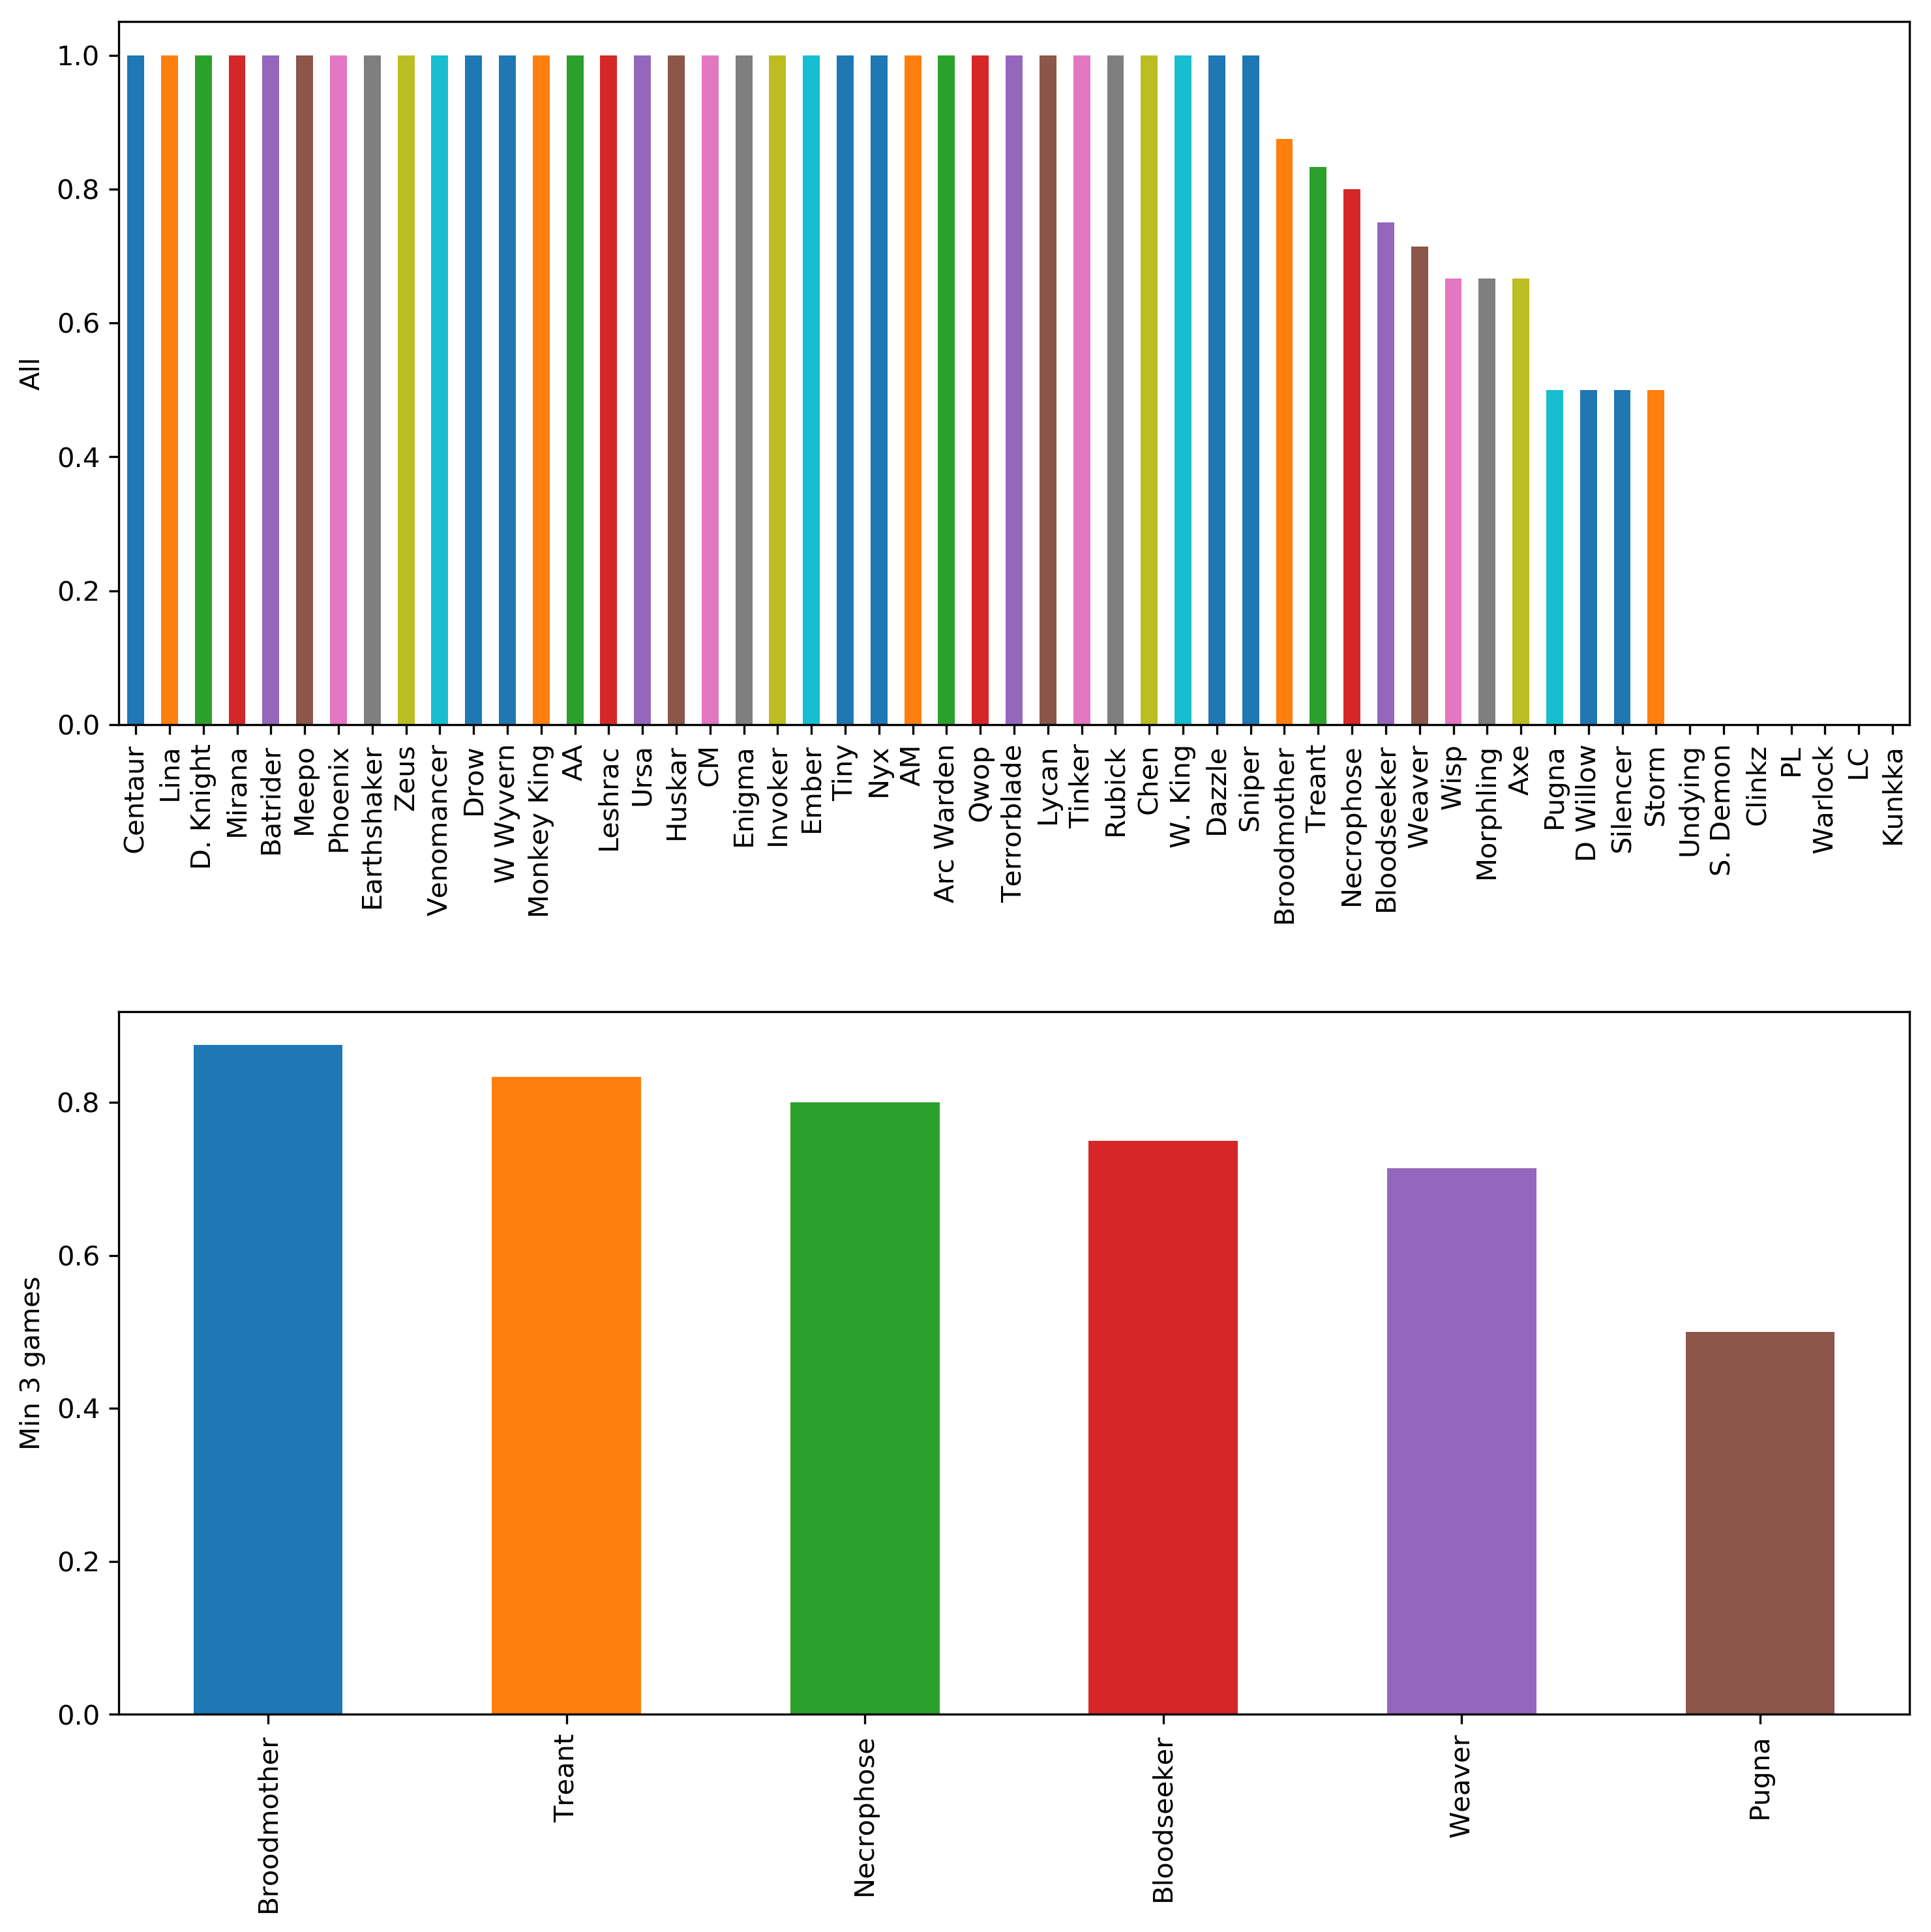 All
1.0
0.8
0.6
0.4
0.2
0.0
Centaur
Lina
D. Knight
Mirana
Batrider
Meepo
Phoenix
Earthshaker
Zeus
Venomancer
Drow
W Wyvern
Monkey King
AA
Leshrac
Ursa
Huskar
CM
Enigma
Invoker
Ember
Tiny
Nyx
AM
Arc Warden
Qwop
Terrorblade
Lycan
Tinker
Rubick
Chen
W. King
Dazzle
Sniper
Broodmother
Treant
Necrophose
Bloodseeker
Weaver
Wisp
Morphling
Axe
Pugna
D Willow
Silencer
Storm
Undying
S. Demon
Clinkz
PL
Warlock
LC
Kunkka
Min 3 games
0.8
0.6
0.4
0.2
0.0
Broodmother
Treant
Necrophose
Bloodseeker
Weaver
Pugna